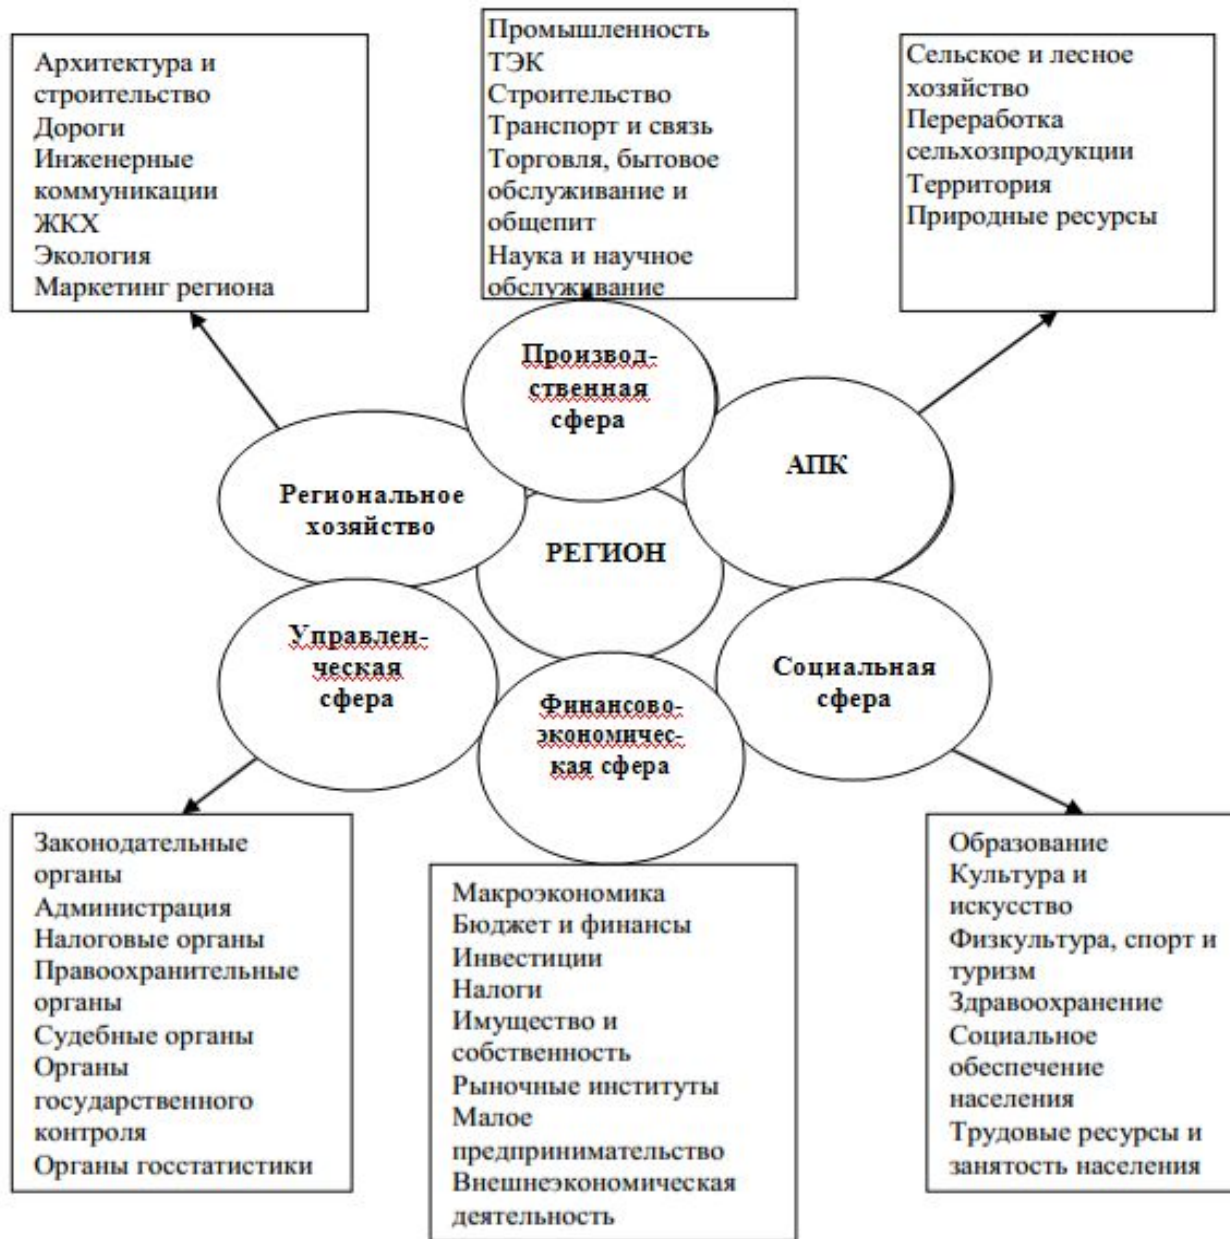 Архитектура и
строительство
Дороги
Инженерные
коммуникации
ЖКХ
Экология
Маркетинг региона
Промышленность
ТЭК
Строительство
Транспорт и связь
Торговля, бытовое
обслуживание и
общепит
Наука и научное
обслуживание
Сельское и лесное
хозяйство
Переработка
сельхозпродукции
Территория
Природные ресурсы
Производ-
ственная
сфера
АПК
Региональное
хозяйство
РЕГИОН
Управлен-
ческая
сфера
Финансово-
экономичес-
кая сфера
Социальная
сфера
Законодательные
органы
Администрация
Налоговые органы
Правоохранительные
органы
Судебные органы
Органы
государственного
контроля
Органы госстатистики
Макроэкономика
Бюджет и финансы
Инвестиции
Налоги
Имущество и
собственность
Рыночные институты
Малое
предпринимательство
Внешнеэкономическая
деятельность
Образование
Культура и
искусство
Физкультура, спорт и
туризм
Здравоохранение
Социальное
обеспечение
населения
Трудовые ресурсы и
занятость населения